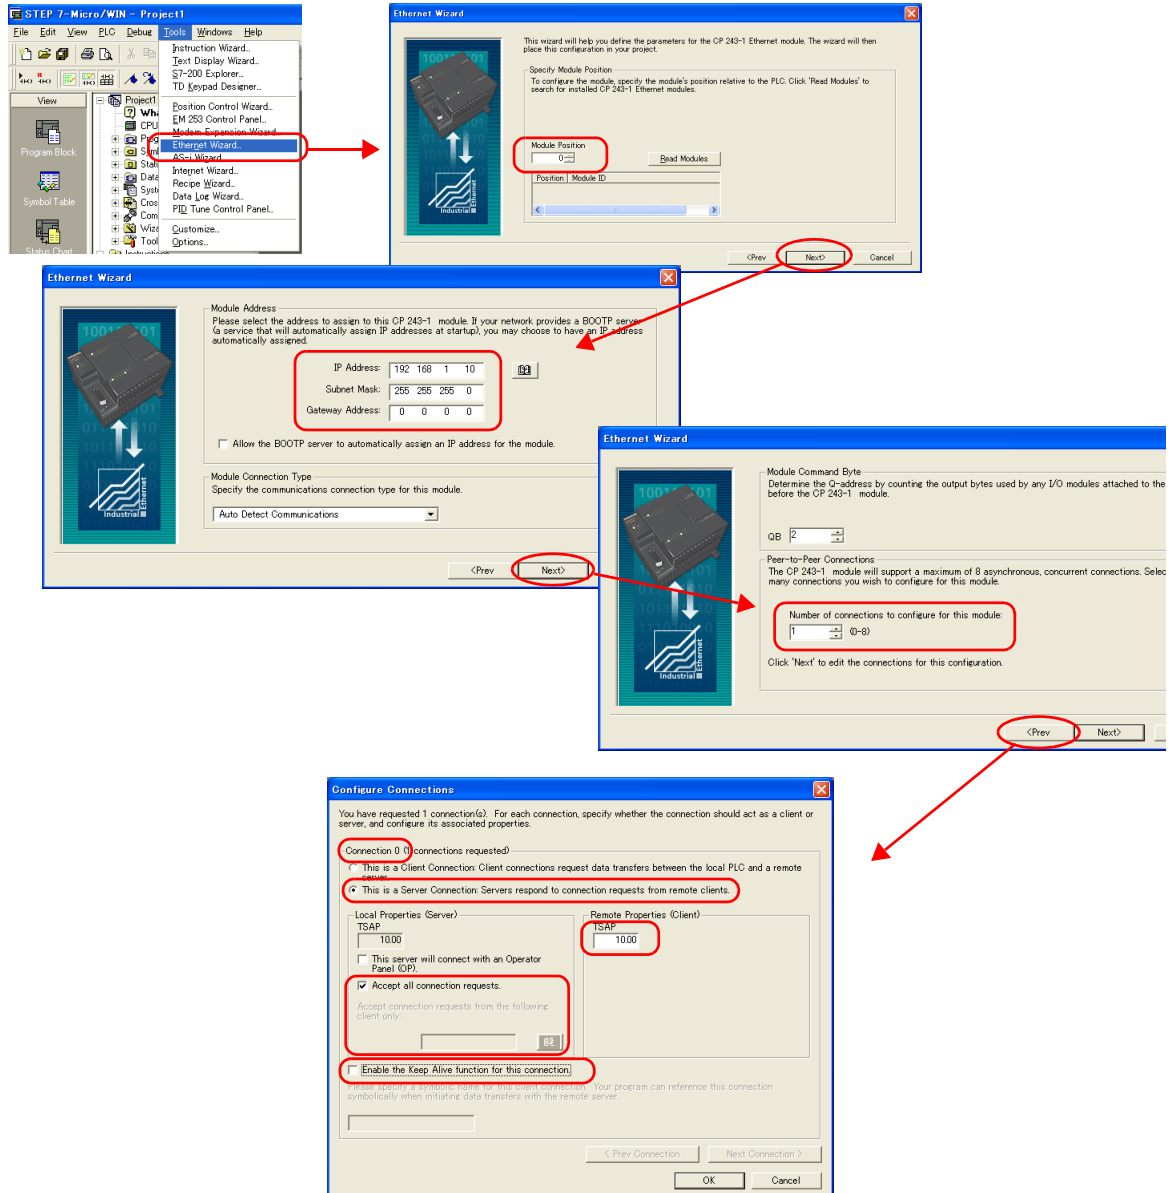 STEP 7-Micro/WIN - Project1
File Edit View PLC Debug Tools Windows Help
View
Program Block
Symbol Table
Status Chart
Project1
CPU
Instruction Wizard...
Text Display Wizard...
S7-200 Explorer...
TD Keypad Designer...
Position Control Wizard...
EM 253 Control Panel...
Modem Expansion Wizard...
Ethernet Wizard...
AS-i Wizard...
Internet Wizard...
Recipe Wizard...
Data Log Wizard...
PID Tune Control Panel...
Customize...
Options...
Ethernet Wizard
This wizard will help you define the parameters for the CP 243-1 Ethernet module. The wizard will then
place this configuration in your project.
Specify Module Position
To configure the module, specify the module's position relative to the PLC. Click 'Read Modules' to
search for installed CP 243-1 Ethernet modules.
Module Position
0
Read Modules
Position Module ID
Industrial Ethernet
<Prev Next> Cancel
Ethernet Wizard
Module Address
Please select the address to assign to this CP 243-1 module. If your network provides a BOOTP server
(a service that will automatically assign IP addresses at startup), you may choose to have an IP address
automatically assigned.
IP Address: 192 168 1 10
Subnet Mask: 255 255 255 0
Gateway Address: 0 0 0 0
Allow the BOOTP server to automatically assign an IP address for the module.
Module Connection Type
Specify the communications connection type for this module.
Auto Detect Communications
Industrial Ethernet
<Prev Next>
Ethernet Wizard
Module Command Byte
Determine the Q-address by counting the output bytes used by any I/O modules attached to the
before the CP 243-1 module.
QB 2
Peer-to-Peer Connections
The CP 243-1 module will support a maximum of 8 asynchronous, concurrent connections. Selec
many connections you wish to configure for this module.
Number of connections to configure for this module:
1 (0-8)
Click 'Next' to edit the connections for this configuration.
Industrial Ethernet
<Prev Next>
Configure Connections
You have requested 1 connection(s). For each connection, specify whether the connection should act as a client or
server, and configure its associated properties.
Connection 0 (1 connections requested)
This is a Client Connection: Client connections request data transfers between the local PLC and a remote
server.
This is a Server Connection: Servers respond to connection requests from remote clients.
Local Properties (Server)
TSAP
10.00
This server will connect with an Operator
Panel (OP).
Accept all connection requests.
Accept connection requests from the following
client only:
Remote Properties (Client)
TSAP
10.00
Enable the Keep Alive function for this connection.
Please specify a symbolic name for this client connection. Your program can reference this connection
symbolically when initiating data transfers with the remote server.
< Prev Connection Next Connection >
OK Cancel